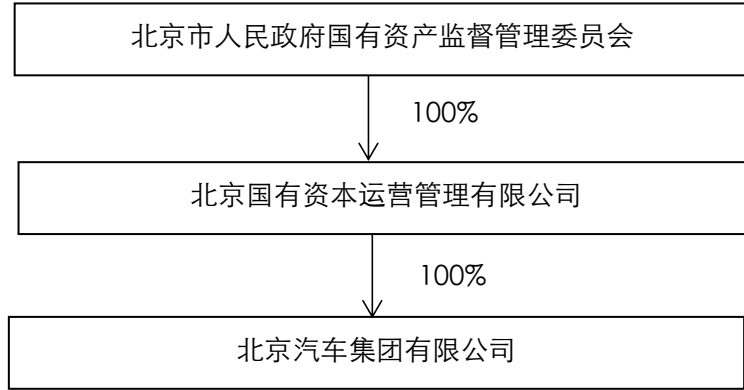 北京市人民政府国有资产监督管理委员会
100%
北京国有资本运营管理有限公司
100%
北京汽车集团有限公司